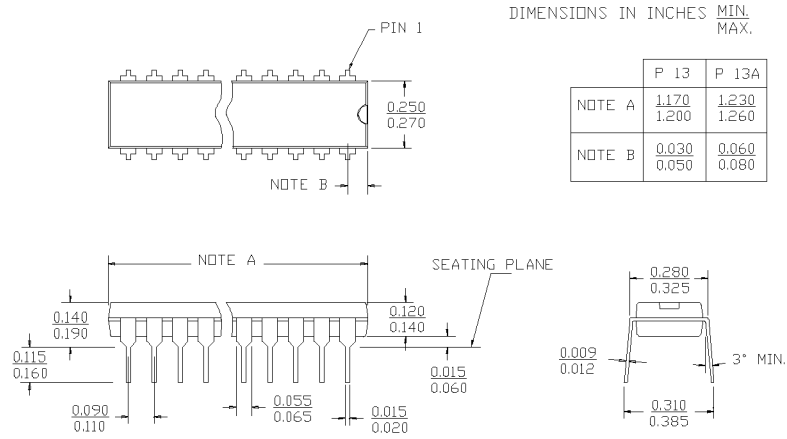 DIMENSIONS IN INCHES MIN.
MAX.
PIN 1
P 13 P 13A
NOTE A 1.170 1.230
1.200 1.260
NOTE B 0.030 0.060
0.050 0.080
0.250
0.270
NOTE B
NOTE A
SEATING PLANE
0.280
0.325
0.140
0.190
0.120
0.140
0.115
0.160
0.015
0.060
0.009
0.012
3° MIN.
0.090
0.110
0.055
0.065
0.015
0.020
0.310
0.385